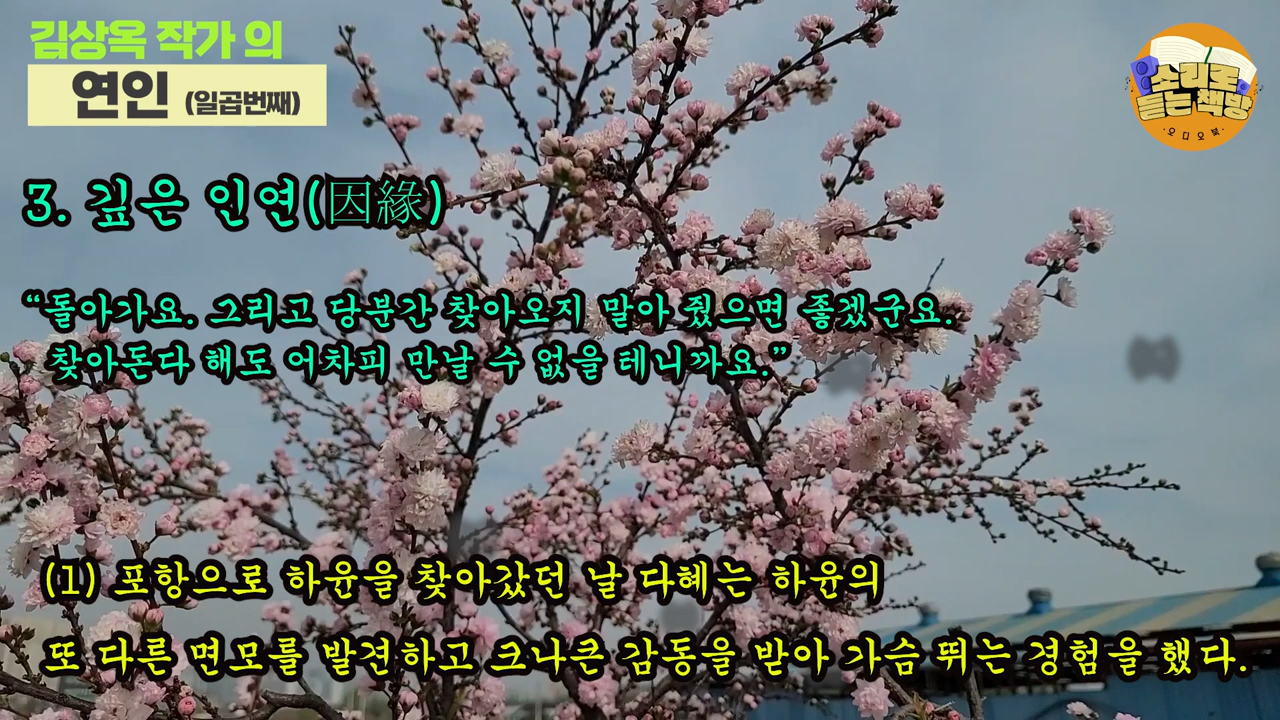 김상옥 작가 의
연인 (일곱번째)
소리로
듣는 책방
·오디오북·
3. 깊은 인연(因緣)
“돌아가요. 그리고 당분간 찾아오지 말아 줬으면 좋겠군요.
찾아돈다 해도 어차피 만날 수 없을 테니까요.”
(1) 포항으로 하윤을 찾아갔던 날 다혜는 하윤의
또 다른 면모를 발견하고 크나큰 감동을 받아 가슴 뛰는 경험을 했다.